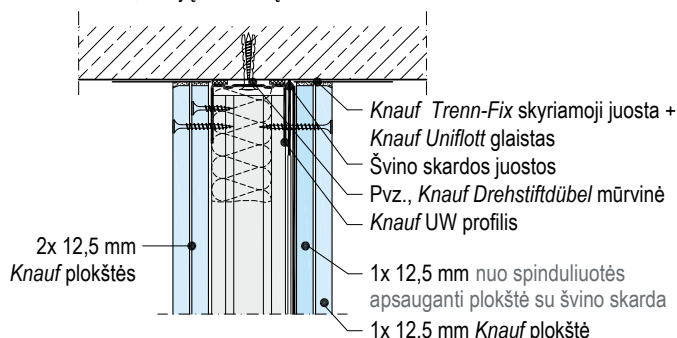 Knauf Trenn-Fix skyriamoji juosta +
Knauf Uniflott glaistas
Švino skardos juostos
Pvz., Knauf Drehstiftdübel mūrvinė
Knauf UW profilis
2x 12,5 mm
Knauf plokštės
1x 12,5 mm nuo spinduliuotės
apsauganti plokštė su švino skarda
1x 12,5 mm Knauf plokštė